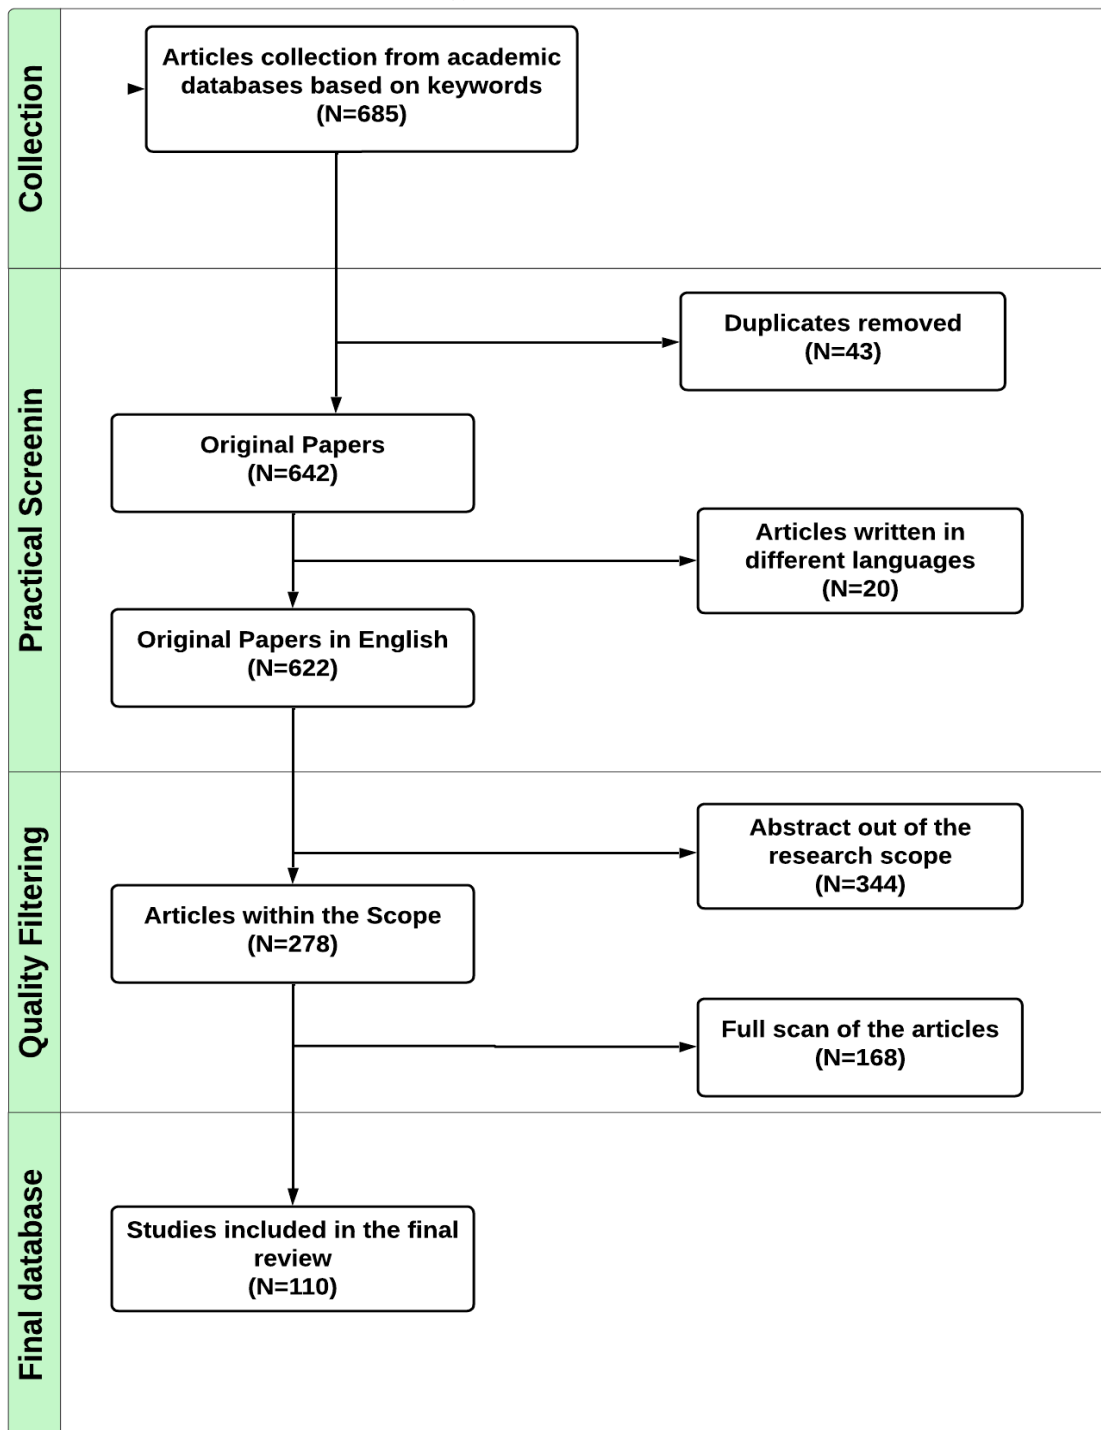 Collection
Articles collection from academic
databases based on keywords
(N=685)
Practical Screenin
Duplicates removed
(N=43)
Original Papers
(N=642)
Articles written in
different languages
(N=20)
Original Papers in English
(N=622)
Quality Filtering
Abstract out of the
research scope
(N=344)
Articles within the Scope
(N=278)
Full scan of the articles
(N=168)
Final database
Studies included in the final
review
(N=110)